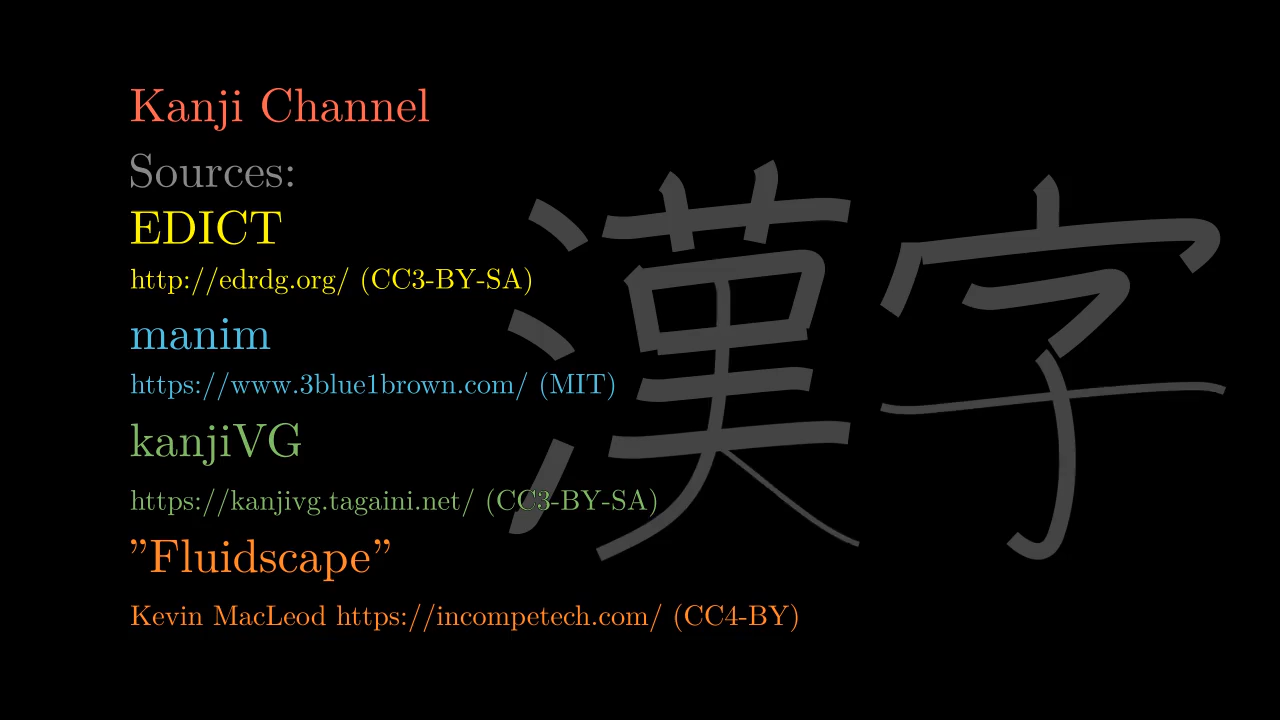 Kanji Channel
Sources:
EDICT
http://edrdg.org/ (CC3-BY-SA)
manim
https://www.3blue1brown.com/ (MIT)
kanjiVG
https://kanjivg.tagaini.net/ (CC3-BY-SA)
”Fluidscape”
Kevin MacLeod https://incompetech.com/ (CC4-BY)
漢字